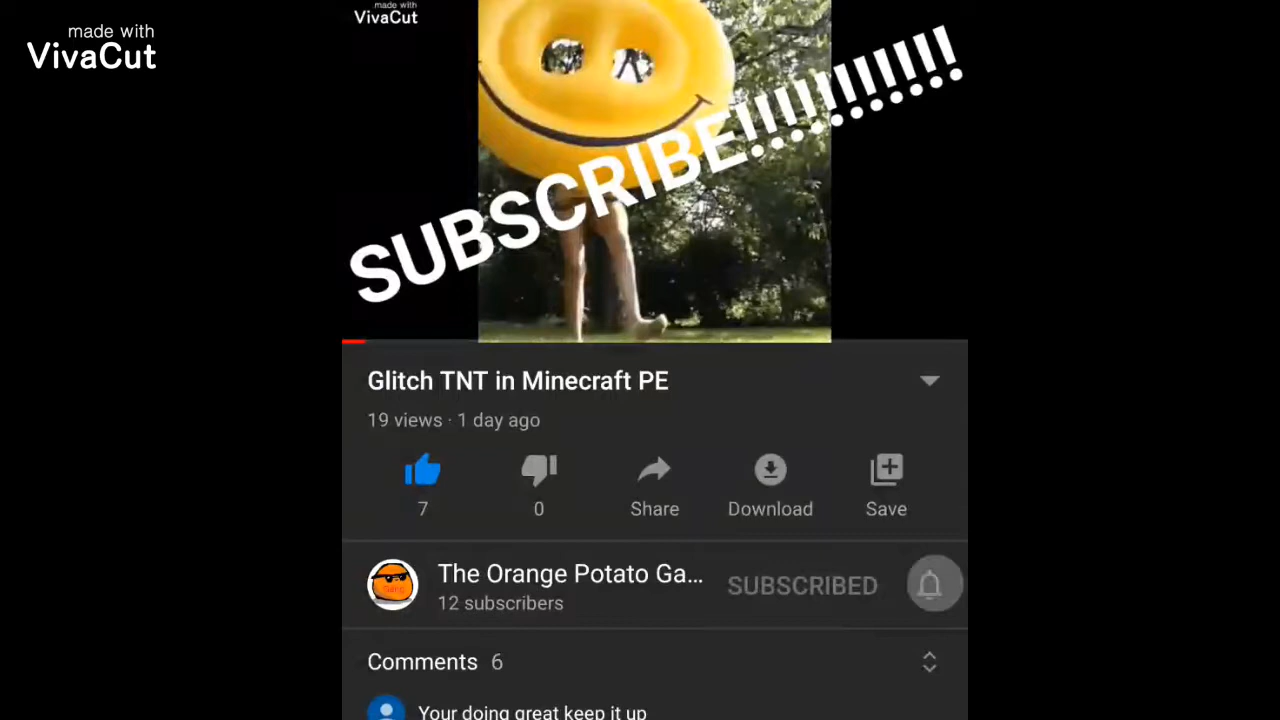 made with
VivaCut
made with
VivaCut
SUBSCRIBE!!!!!!!!!!!
Glitch TNT in Minecraft PE
19 views · 1 day ago
7
0
Share
Download
Save
The Orange Potato Ga...
SUBSCRIBED
12 subscribers
Comments 6
Your doing great keep it up